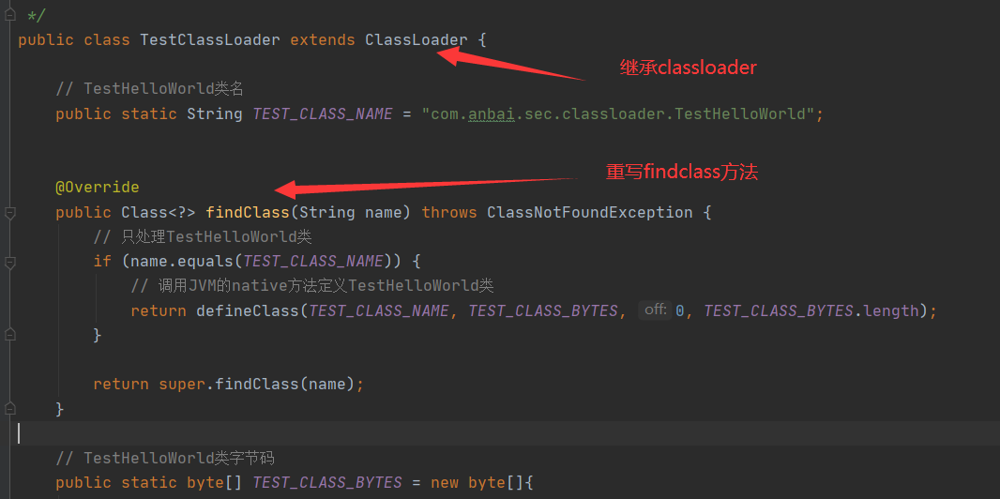 */
public class TestClassLoader extends ClassLoader {
继承classloader
// TestHelloWorld类名
public static String TEST_CLASS_NAME = "com.anbai.sec.classloader.TestHelloWorld";
重写findclass方法
@Override
public Class<?> findClass(String name) throws ClassNotFoundException {
// 只处理TestHelloWorld类
if (name.equals(TEST_CLASS_NAME)) {
// 调用JVM的native方法定义TestHelloWorld类
return defineClass(TEST_CLASS_NAME, TEST_CLASS_BYTES, off: 0, TEST_CLASS_BYTES.length);
}
return super.findClass(name);
}
// TestHelloWorld类字节码
public static byte[] TEST_CLASS_BYTES = new byte[]{